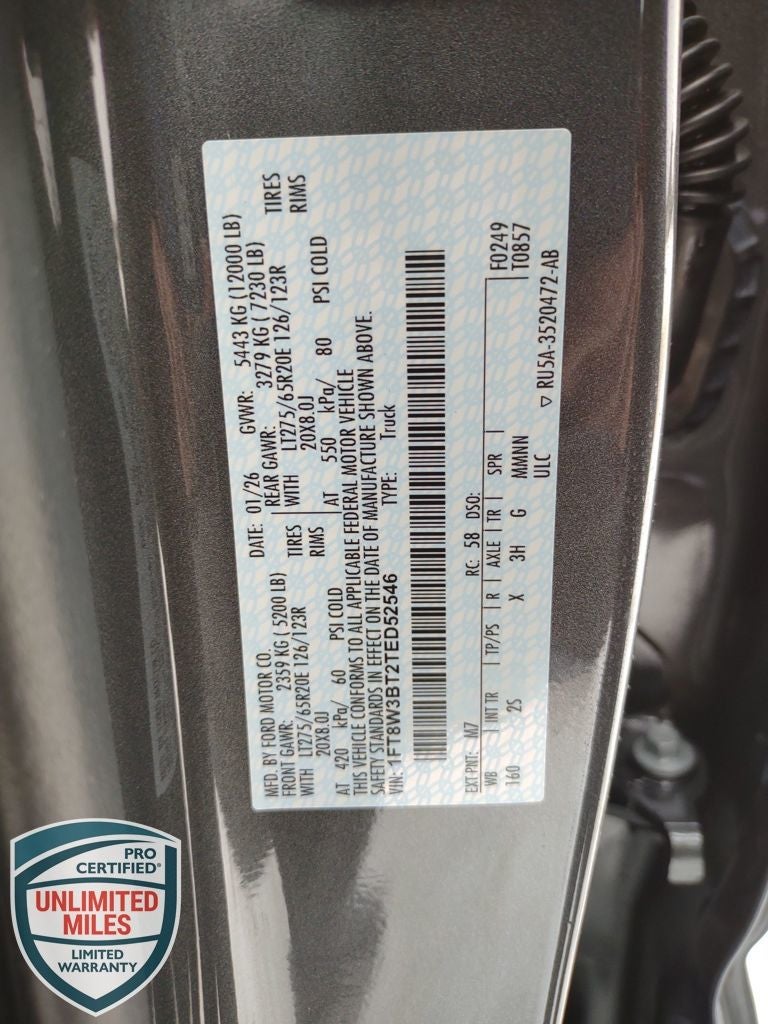 MFD. BY FORD MOTOR CO.
DATE: 01/26 GVWR: 5443 KG (12000 LB)
FRONT GAWR: 2359 KG ( 5200 LB)
REAR GAWR: 3279 KG ( 7230 LB)
WITH LT275/65R20E 126/123R TIRES
WITH LT275/65R20E 126/123R TIRES
20X8.0J RIMS
20X8.0J RIMS
AT 420 kPa/ 60 PSI COLD
AT 550 kPa/ 80 PSI COLD
THIS VEHICLE CONFORMS TO ALL APPLICABLE FEDERAL MOTOR VEHICLE
SAFETY STANDARDS IN EFFECT ON THE DATE OF MANUFACTURE SHOWN ABOVE.
VIN: 1FT8W3BT2TED52546 TYPE: Truck
EXT PNT: M7 RC: 58 DSO:
WB INT TR TP/PS R AXLE TR SPR F0249
160 2S X 3H G MMNNN T0857
ULC
▽ RU5A-3520472-AB
PRO
CERTIFIED®
UNLIMITED
MILES
LIMITED
WARRANTY